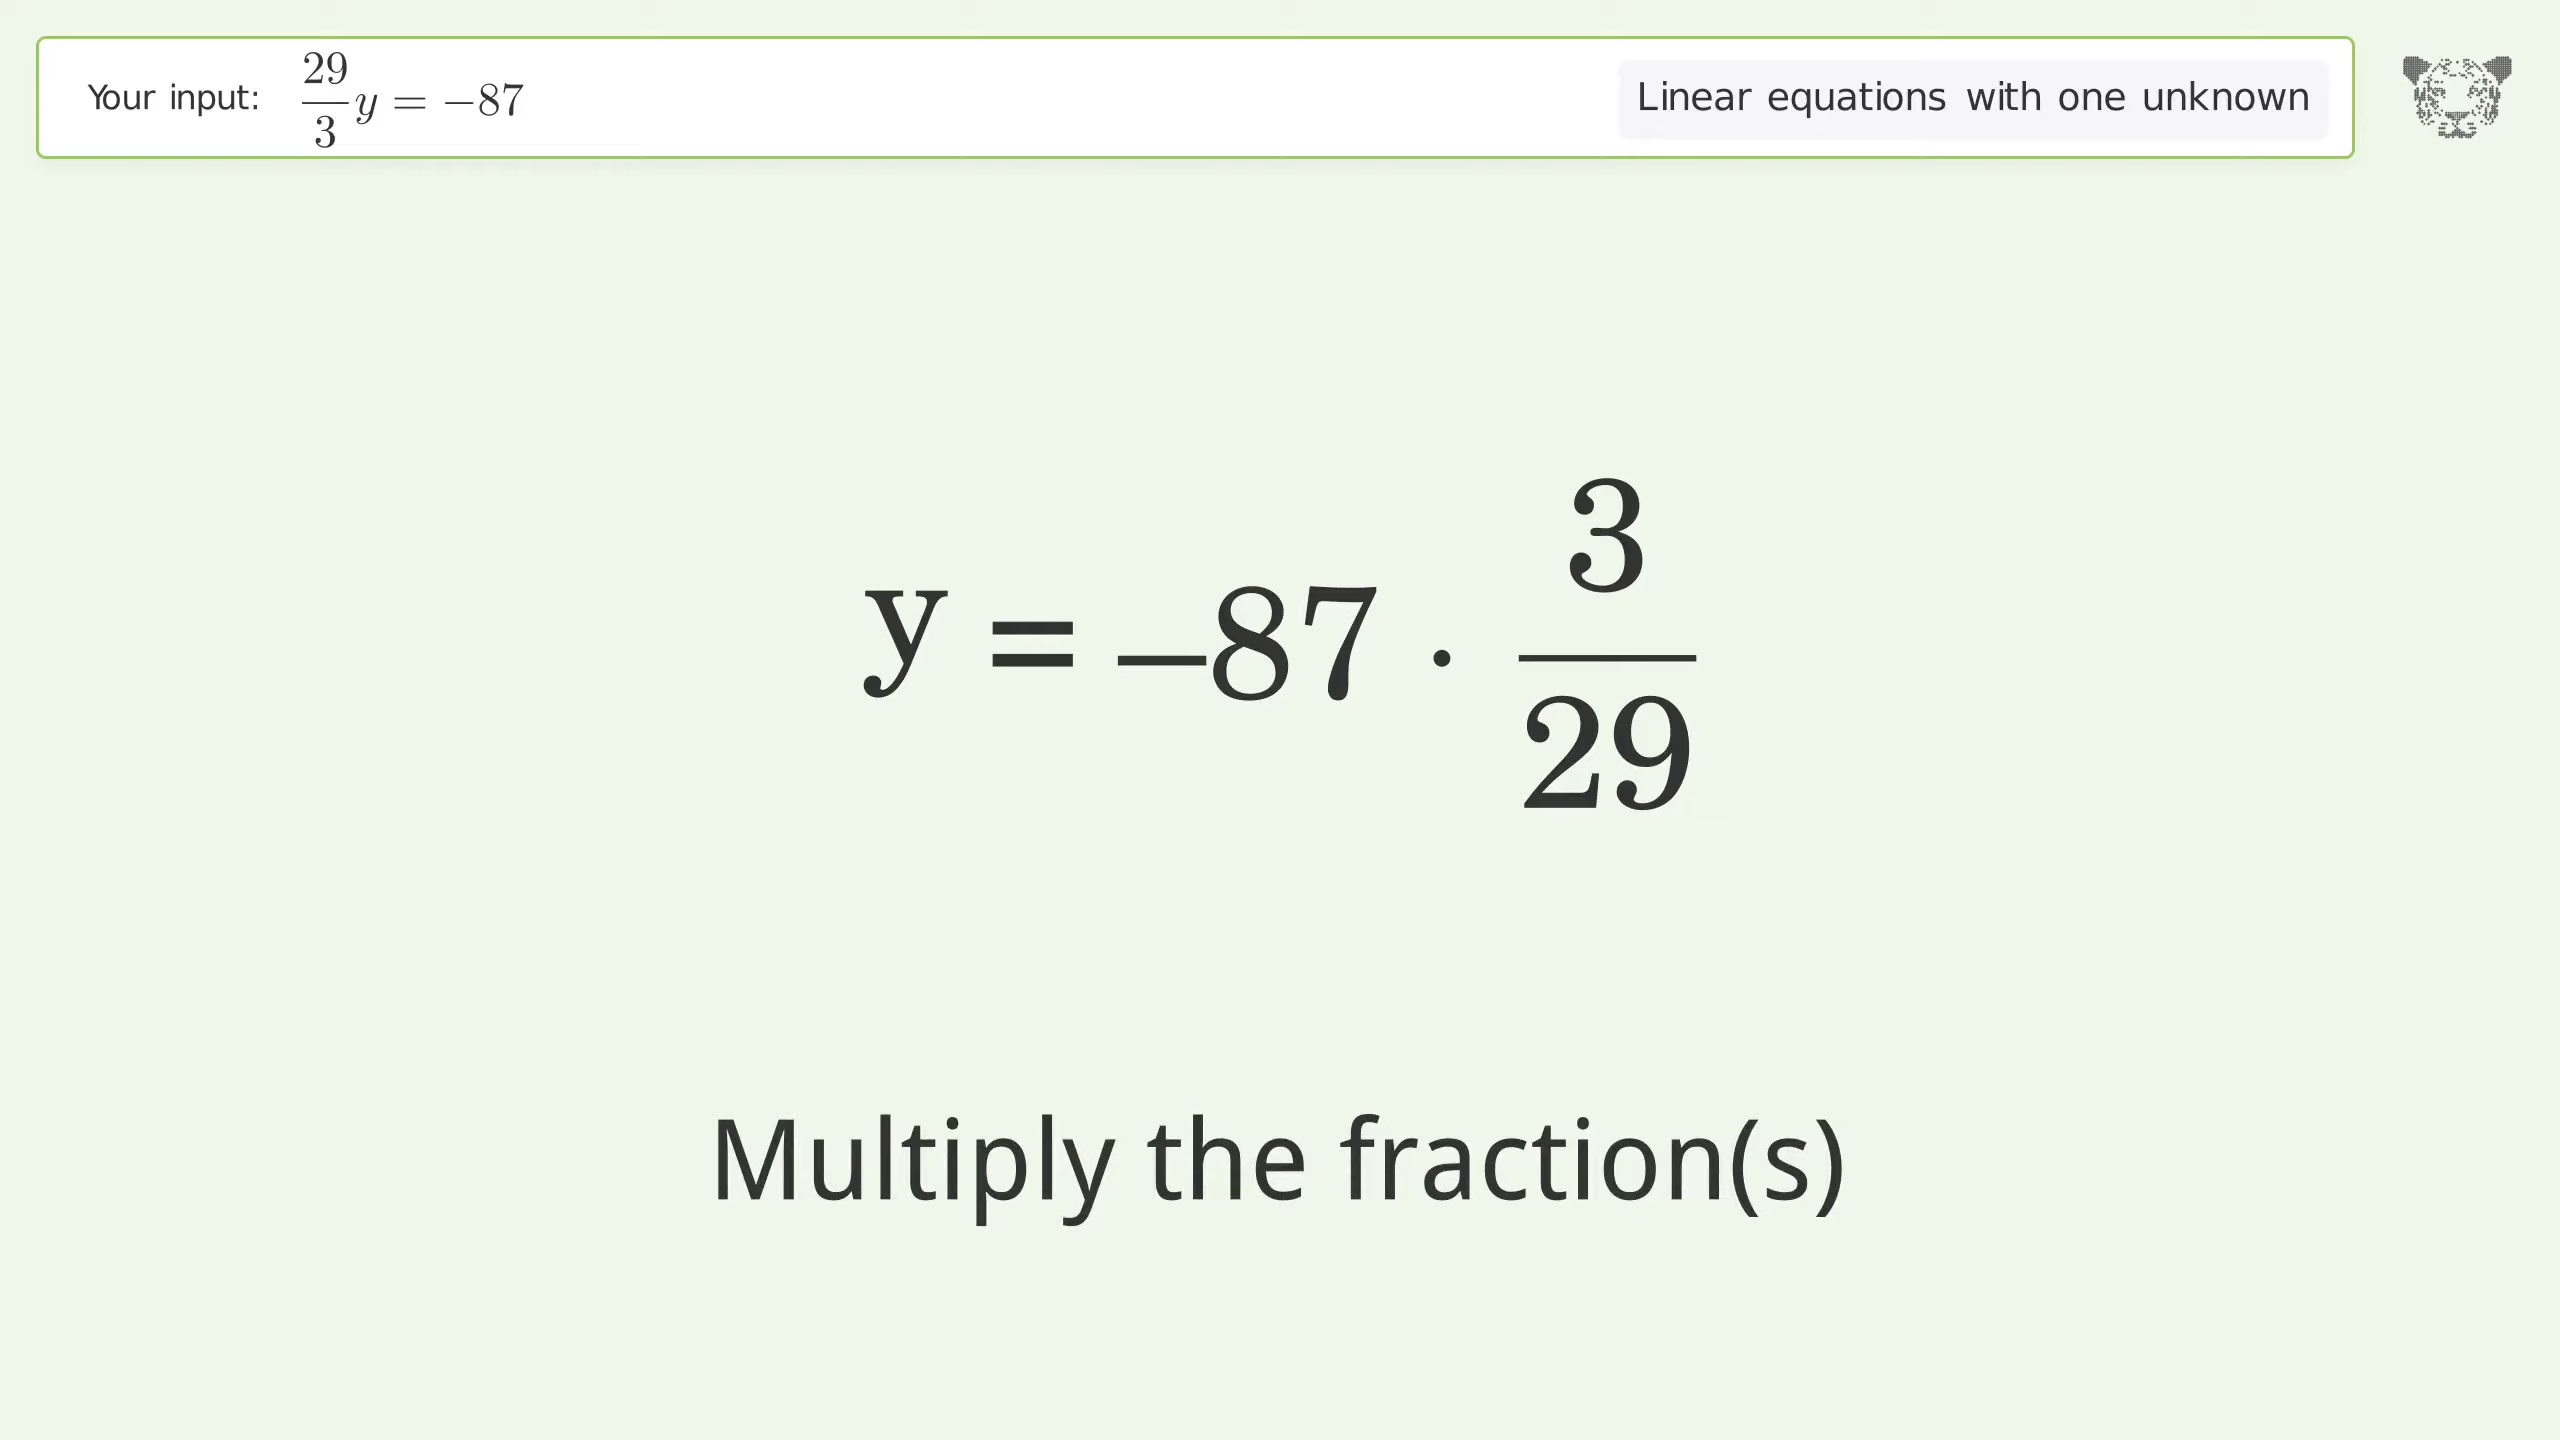 Your input: 29/3 y = −87
Linear equations with one unknown
y = −87 · 3/29
Multiply the fraction(s)